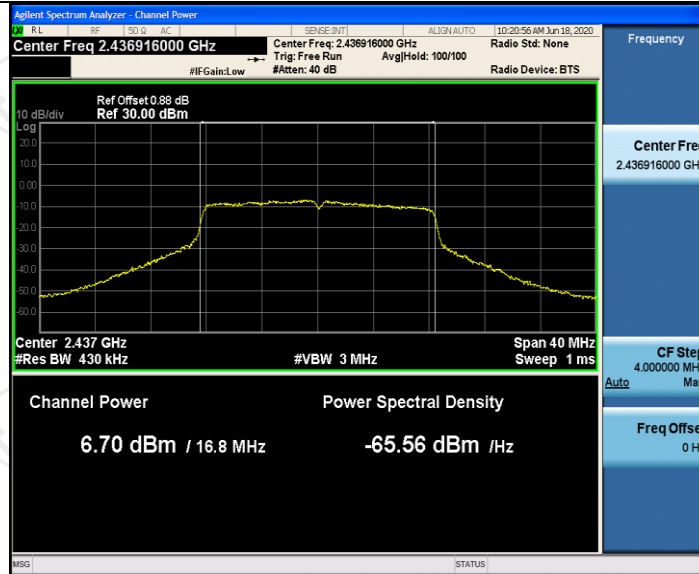 Agilent Spectrum Analyzer - Channel Power
RL RF 50 Ω AC SENSE:INT ALIGN AUTO 10:20:56 AM Jun 18, 2020
Center Freq 2.436916000 GHz
Center Freq: 2.436916000 GHz
Radio Std: None
Trig: Free Run Avg|Hold: 100/100
#IFGain:Low
#Atten: 40 dB
Radio Device: BTS
Ref Offset 0.88 dB
10 dB/div Ref 30.00 dBm
Log
20.0
10.0
0.00
-10.0
-20.0
-30.0
-40.0
-50.0
-60.0
Center 2.437 GHz
Span 40 MHz
#Res BW 430 kHz
#VBW 3 MHz
Sweep 1 ms
Channel Power
Power Spectral Density
6.70 dBm / 16.8 MHz
-65.56 dBm /Hz
MSG
STATUS
Frequency
Center Fre
2.436916000 GH
CF Ste
4.000000 MH
Auto Ma
Freq Offse
0 H